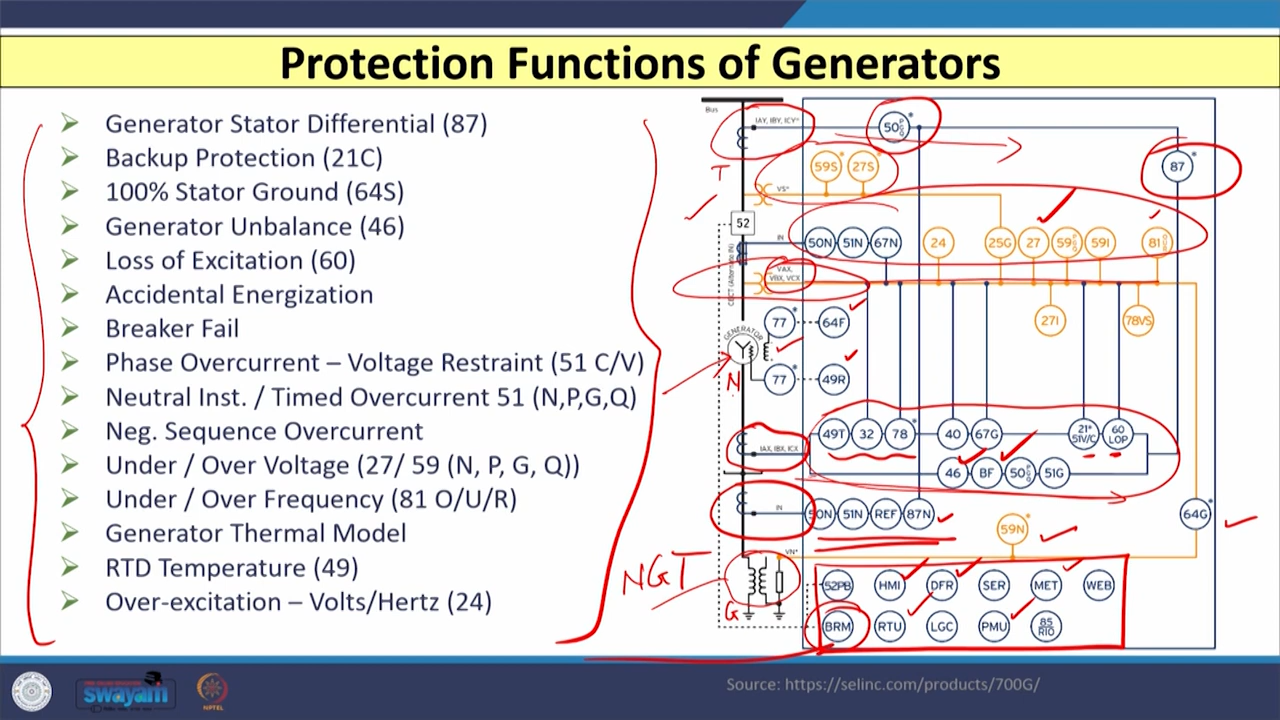 Protection Functions of Generators
Generator Stator Differential (87)
Backup Protection (21C)
100% Stator Ground (64S)
Generator Unbalance (46)
Loss of Excitation (60)
Accidental Energization
Breaker Fail
Phase Overcurrent – Voltage Restraint (51 C/V)
Neutral Inst. / Timed Overcurrent 51 (N,P,G,Q)
Neg. Sequence Overcurrent
Under / Over Voltage (27/ 59 (N, P, G, Q))
Under / Over Frequency (81 O/U/R)
Generator Thermal Model
RTD Temperature (49)
Over-excitation – Volts/Hertz (24)
Bus
IAY, IBY, ICY*
50 P G Q *
59S* 27S*
87*
T
VS*
52
IN
50N 51N 67N 24 25G 27 59 59I 81
CBCT (Alternate IN)
VAX,
VBX, VCX
27I 78VS
GENERATOR
77* 64F
N
77* 49R
49T 32 78* 40 67G 21* 51V/C 60 LOP
IAX, IBX, ICX
46 BF 50 51G
IN
50N 51N REF 87N
59N*
64G*
VN*
NGT
G
52PB HMI DFR SER MET WEB
BRM RTU LGC PMU 85 RIO
swayam
NPTEL
Source: https://selinc.com/products/700G/